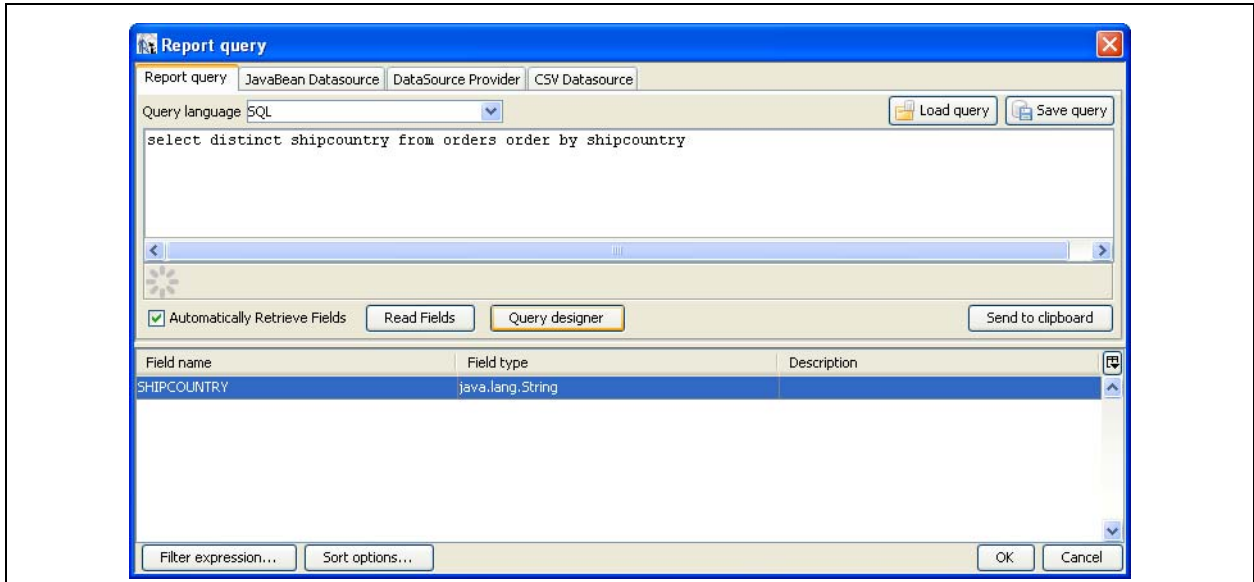 Report query
Report query JavaBean Datasource DataSource Provider CSV Datasource
Query language SQL Load query Save query
select distinct shipcountry from orders order by shipcountry
Automatically Retrieve Fields Read Fields Query designer Send to clipboard
Field name Field type Description
SHIPCOUNTRY java.lang.String
Filter expression... Sort options... OK Cancel